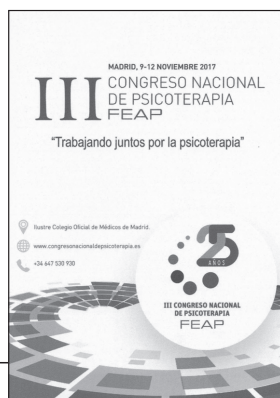 MADRID, 9-12 NOVIEMBRE 2017
III CONGRESO NACIONAL
DE PSICOTERAPIA
FEAP
“Trabajando juntos por la psicoterapia”
Ilustre Colegio Oficial de Médicos de Madrid.
www.congresonacionaldepsicoterapia.es
+34 647 530 930
25
AÑOS
III CONGRESO NACIONAL
DE PSICOTERAPIA
FEAP